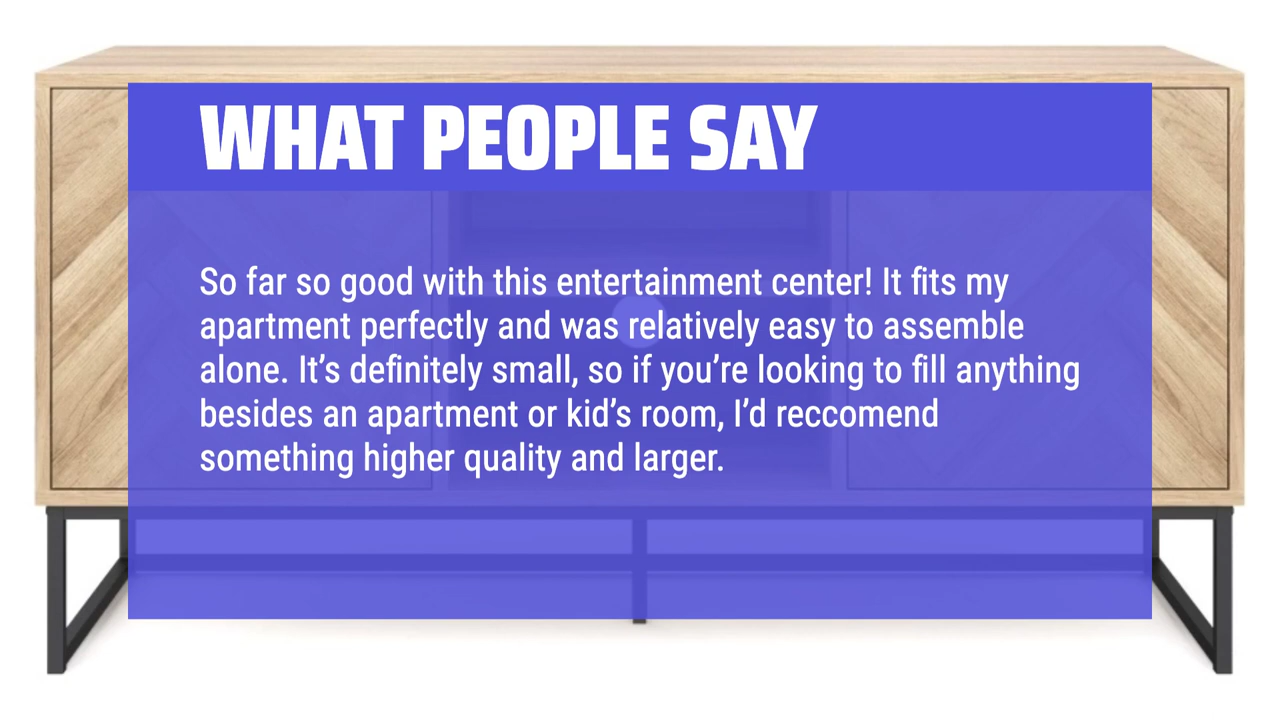 WHAT PEOPLE SAY
So far so good with this entertainment center! It fits my
apartment perfectly and was relatively easy to assemble
alone. It’s definitely small, so if you’re looking to fill anything
besides an apartment or kid’s room, I’d reccomend
something higher quality and larger.